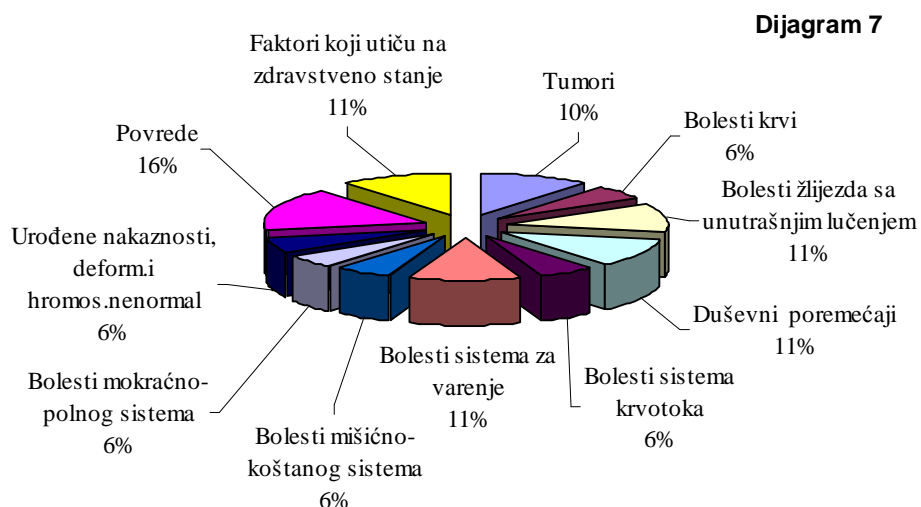 Dijagram 7
Faktori koji utiču na
zdravstveno stanje
11%
Tumori
10%
Bolesti krvi
6%
Bolesti žlijezda sa
unutrašnjim lučenjem
11%
Duševni poremećaji
11%
Bolesti sistema
krvotoka
6%
Bolesti sistema za
varenje
11%
Bolesti mišićno-
koštanog sistema
6%
Bolesti mokraćno-
polnog sistema
6%
Urođene nakaznosti,
deform.i
hromos.nenormal
6%
Povrede
16%